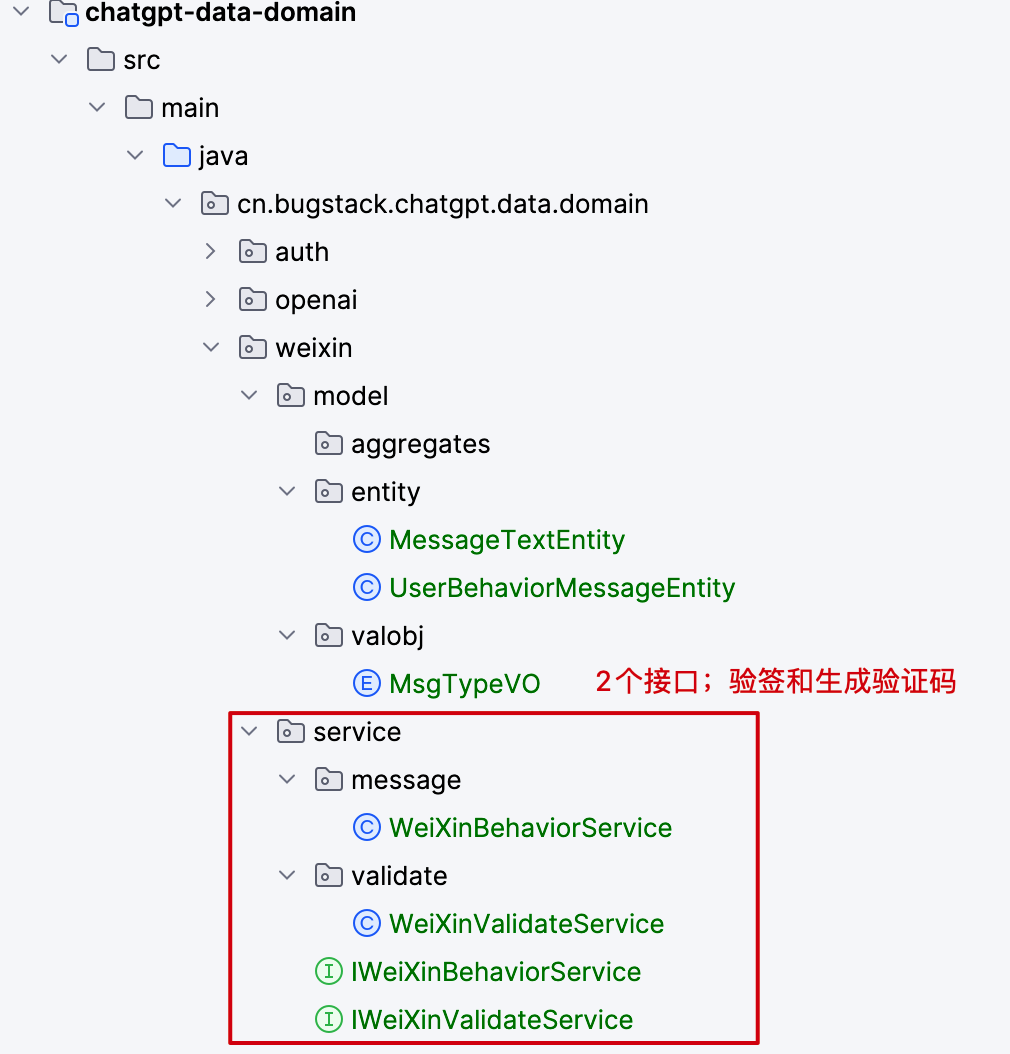 chatgpt-data-domain
src
main
java
cn.bugstack.chatgpt.data.domain
auth
openai
weixin
model
aggregates
entity
C MessageTextEntity
C UserBehaviorMessageEntity
valobj
E MsgTypeVO 2个接口；验签和生成验证码
service
message
C WeiXinBehaviorService
validate
C WeiXinValidateService
I IWeiXinBehaviorService
I IWeiXinValidateService